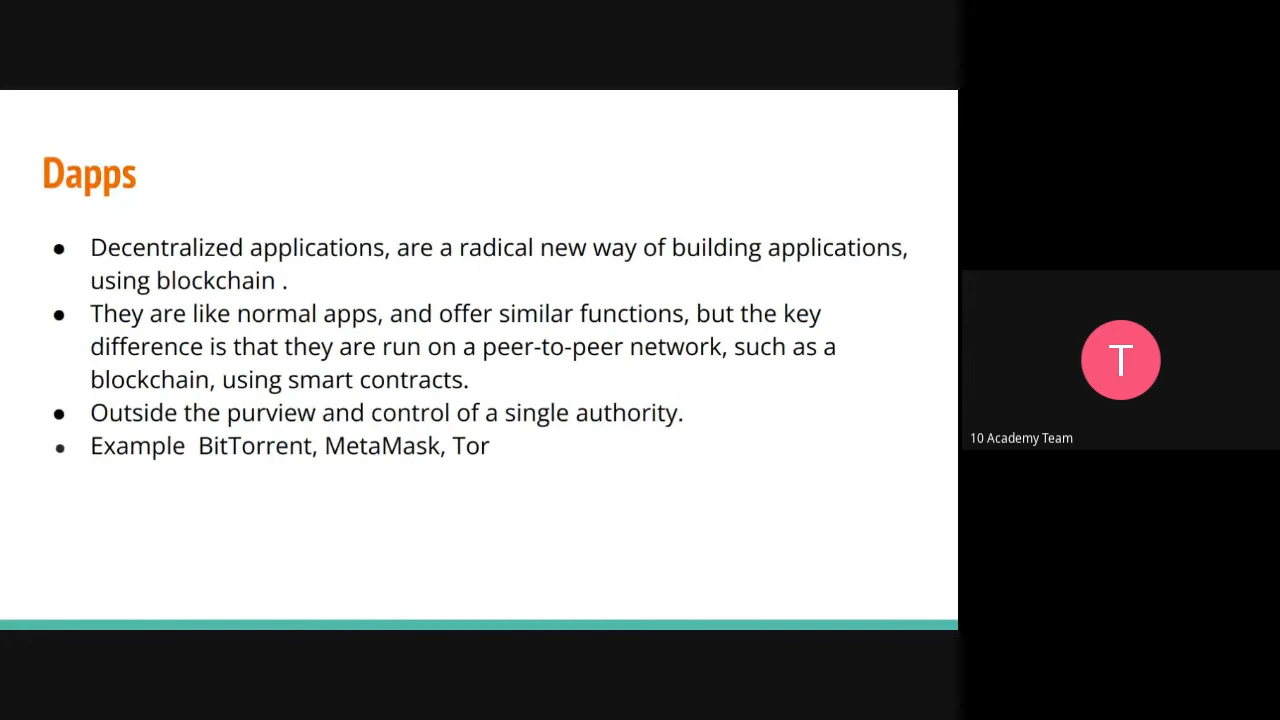 Dapps
● Decentralized applications, are a radical new way of building applications,
using blockchain .
● They are like normal apps, and offer similar functions, but the key
difference is that they are run on a peer-to-peer network, such as a
blockchain, using smart contracts.
● Outside the purview and control of a single authority.
● Example  BitTorrent, MetaMask, Tor
T
10 Academy Team